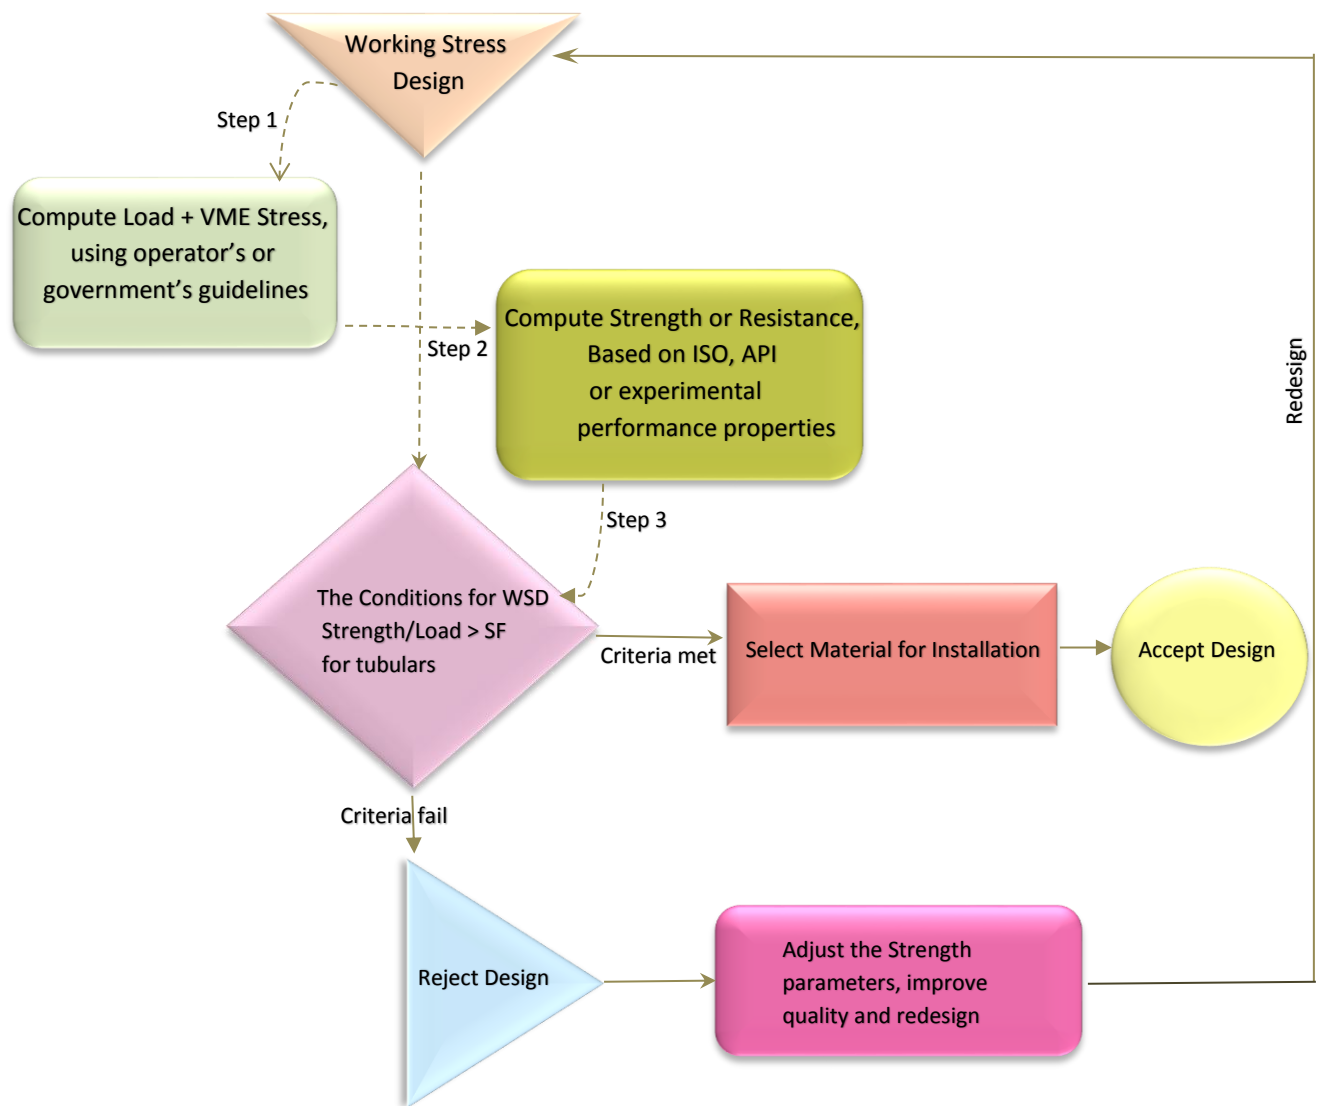 Working Stress
Design
Step 1
Compute Load + VME Stress,
using operator's or
government's guidelines
Step 2
Compute Strength or Resistance,
Based on ISO, API
or experimental
performance properties
Redesign
Step 3
The Conditions for WSD
Strength/Load > SF
for tubulars
Criteria met
Select Material for Installation
Accept Design
Criteria fail
Reject Design
Adjust the Strength
parameters, improve
quality and redesign